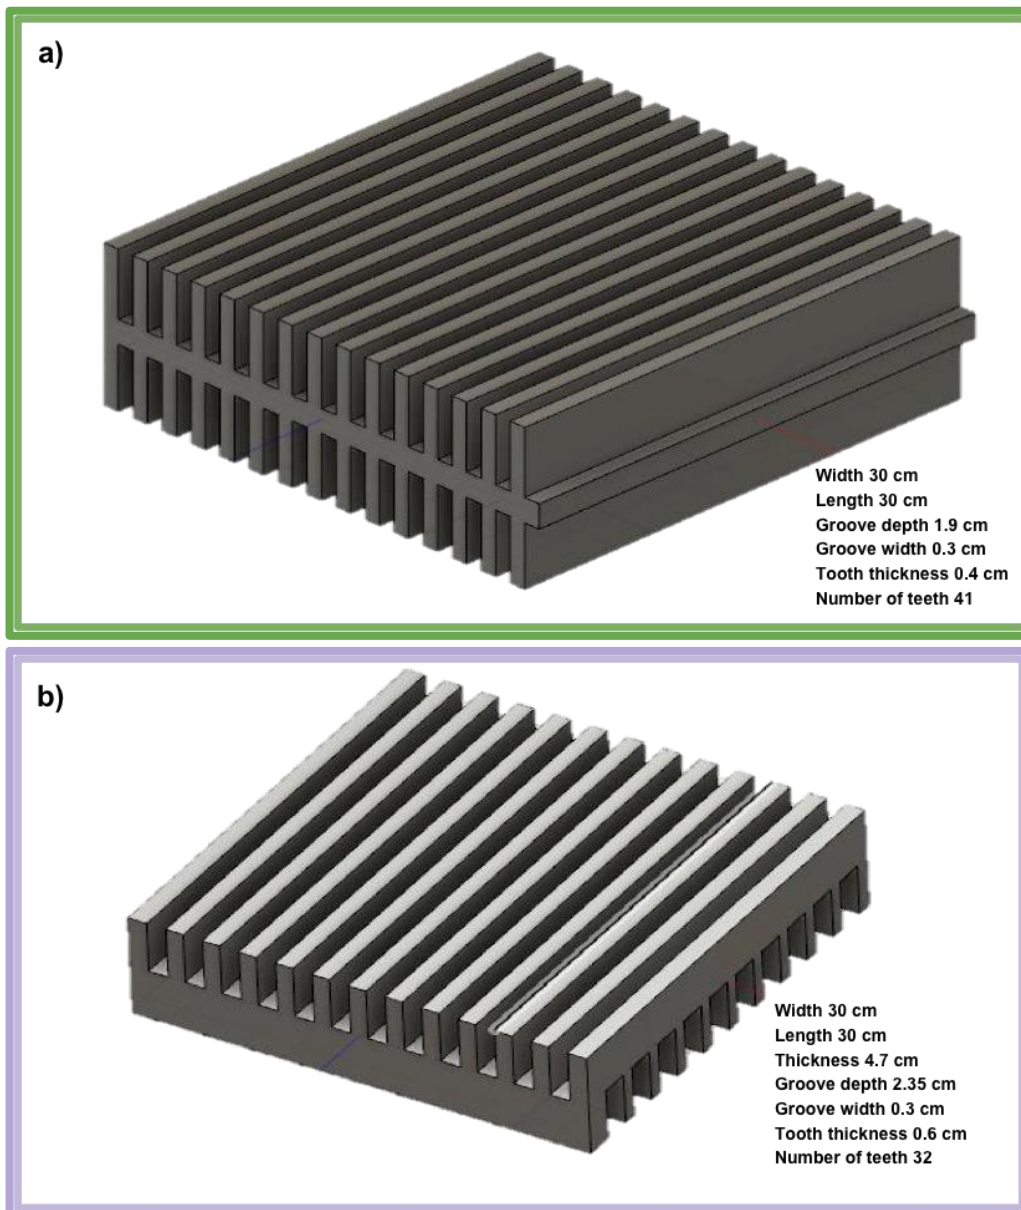 a)
Width 30 cm
Length 30 cm
Groove depth 1.9 cm
Groove width 0.3 cm
Tooth thickness 0.4 cm
Number of teeth 41
b)
Width 30 cm
Length 30 cm
Thickness 4.7 cm
Groove depth 2.35 cm
Groove width 0.3 cm
Tooth thickness 0.6 cm
Number of teeth 32